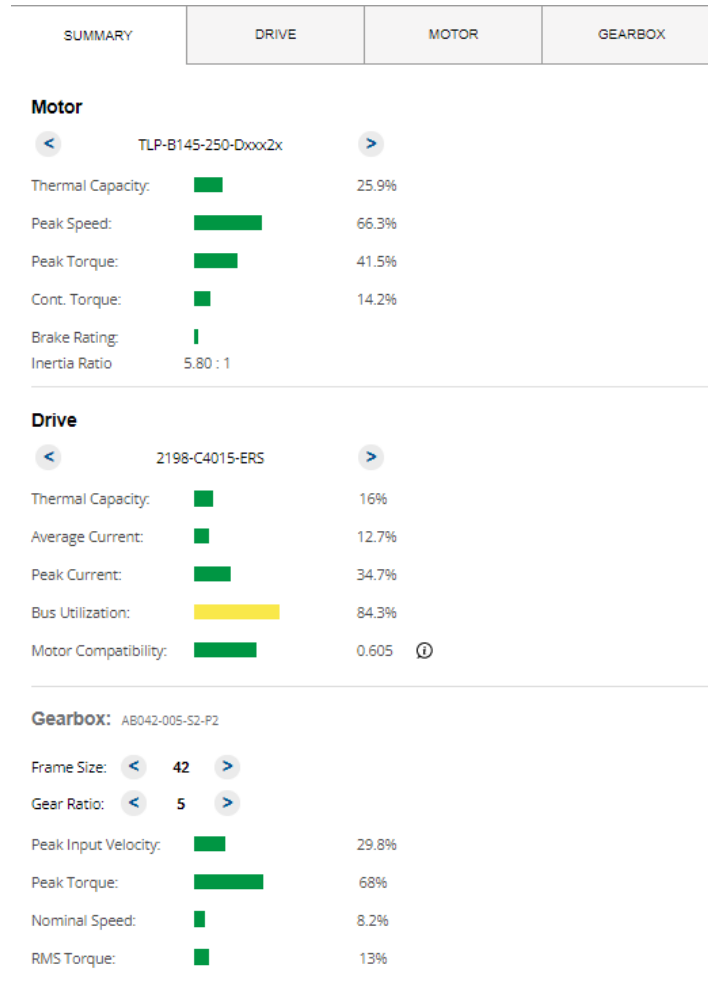 SUMMARY DRIVE MOTOR GEARBOX
Motor
< TLP-B145-250-Dxxx2x >
Thermal Capacity: 25.9%
Peak Speed: 66.3%
Peak Torque: 41.5%
Cont. Torque: 14.2%
Brake Rating:
Inertia Ratio 5.80 : 1
Drive
< 2198-C4015-ERS >
Thermal Capacity: 16%
Average Current: 12.7%
Peak Current: 34.7%
Bus Utilization: 84.3%
Motor Compatibility: 0.605 i
Gearbox: AB042-005-S2-P2
Frame Size: < 42 >
Gear Ratio: < 5 >
Peak Input Velocity: 29.8%
Peak Torque: 68%
Nominal Speed: 8.2%
RMS Torque: 13%